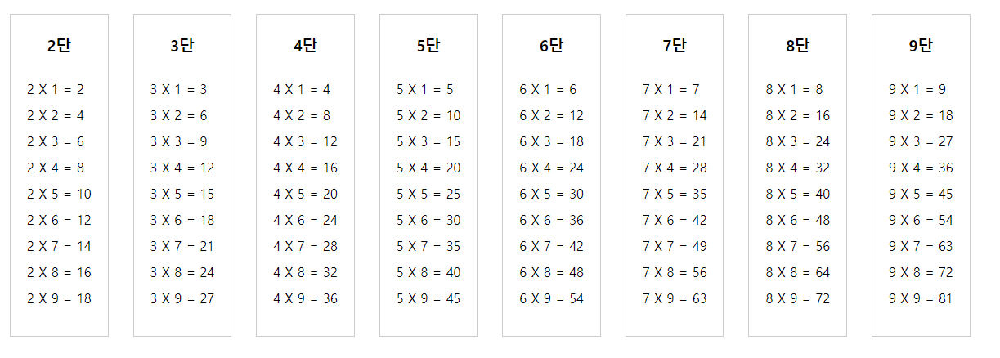 2단
2 X 1 = 2
2 X 2 = 4
2 X 3 = 6
2 X 4 = 8
2 X 5 = 10
2 X 6 = 12
2 X 7 = 14
2 X 8 = 16
2 X 9 = 18
3단
3 X 1 = 3
3 X 2 = 6
3 X 3 = 9
3 X 4 = 12
3 X 5 = 15
3 X 6 = 18
3 X 7 = 21
3 X 8 = 24
3 X 9 = 27
4단
4 X 1 = 4
4 X 2 = 8
4 X 3 = 12
4 X 4 = 16
4 X 5 = 20
4 X 6 = 24
4 X 7 = 28
4 X 8 = 32
4 X 9 = 36
5단
5 X 1 = 5
5 X 2 = 10
5 X 3 = 15
5 X 4 = 20
5 X 5 = 25
5 X 6 = 30
5 X 7 = 35
5 X 8 = 40
5 X 9 = 45
6단
6 X 1 = 6
6 X 2 = 12
6 X 3 = 18
6 X 4 = 24
6 X 5 = 30
6 X 6 = 36
6 X 7 = 42
6 X 8 = 48
6 X 9 = 54
7단
7 X 1 = 7
7 X 2 = 14
7 X 3 = 21
7 X 4 = 28
7 X 5 = 35
7 X 6 = 42
7 X 7 = 49
7 X 8 = 56
7 X 9 = 63
8단
8 X 1 = 8
8 X 2 = 16
8 X 3 = 24
8 X 4 = 32
8 X 5 = 40
8 X 6 = 48
8 X 7 = 56
8 X 8 = 64
8 X 9 = 72
9단
9 X 1 = 9
9 X 2 = 18
9 X 3 = 27
9 X 4 = 36
9 X 5 = 45
9 X 6 = 54
9 X 7 = 63
9 X 8 = 72
9 X 9 = 81